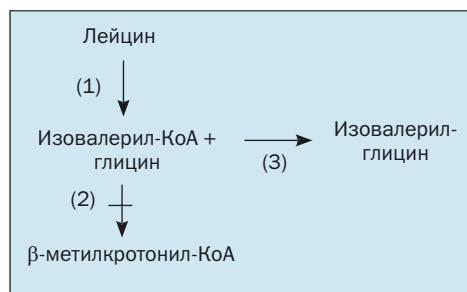 Лейцин
(1)
Изовалерил-КоА +
глицин
(3)
Изовалерил-
глицин
(2)
β-метилкротонил-КоА